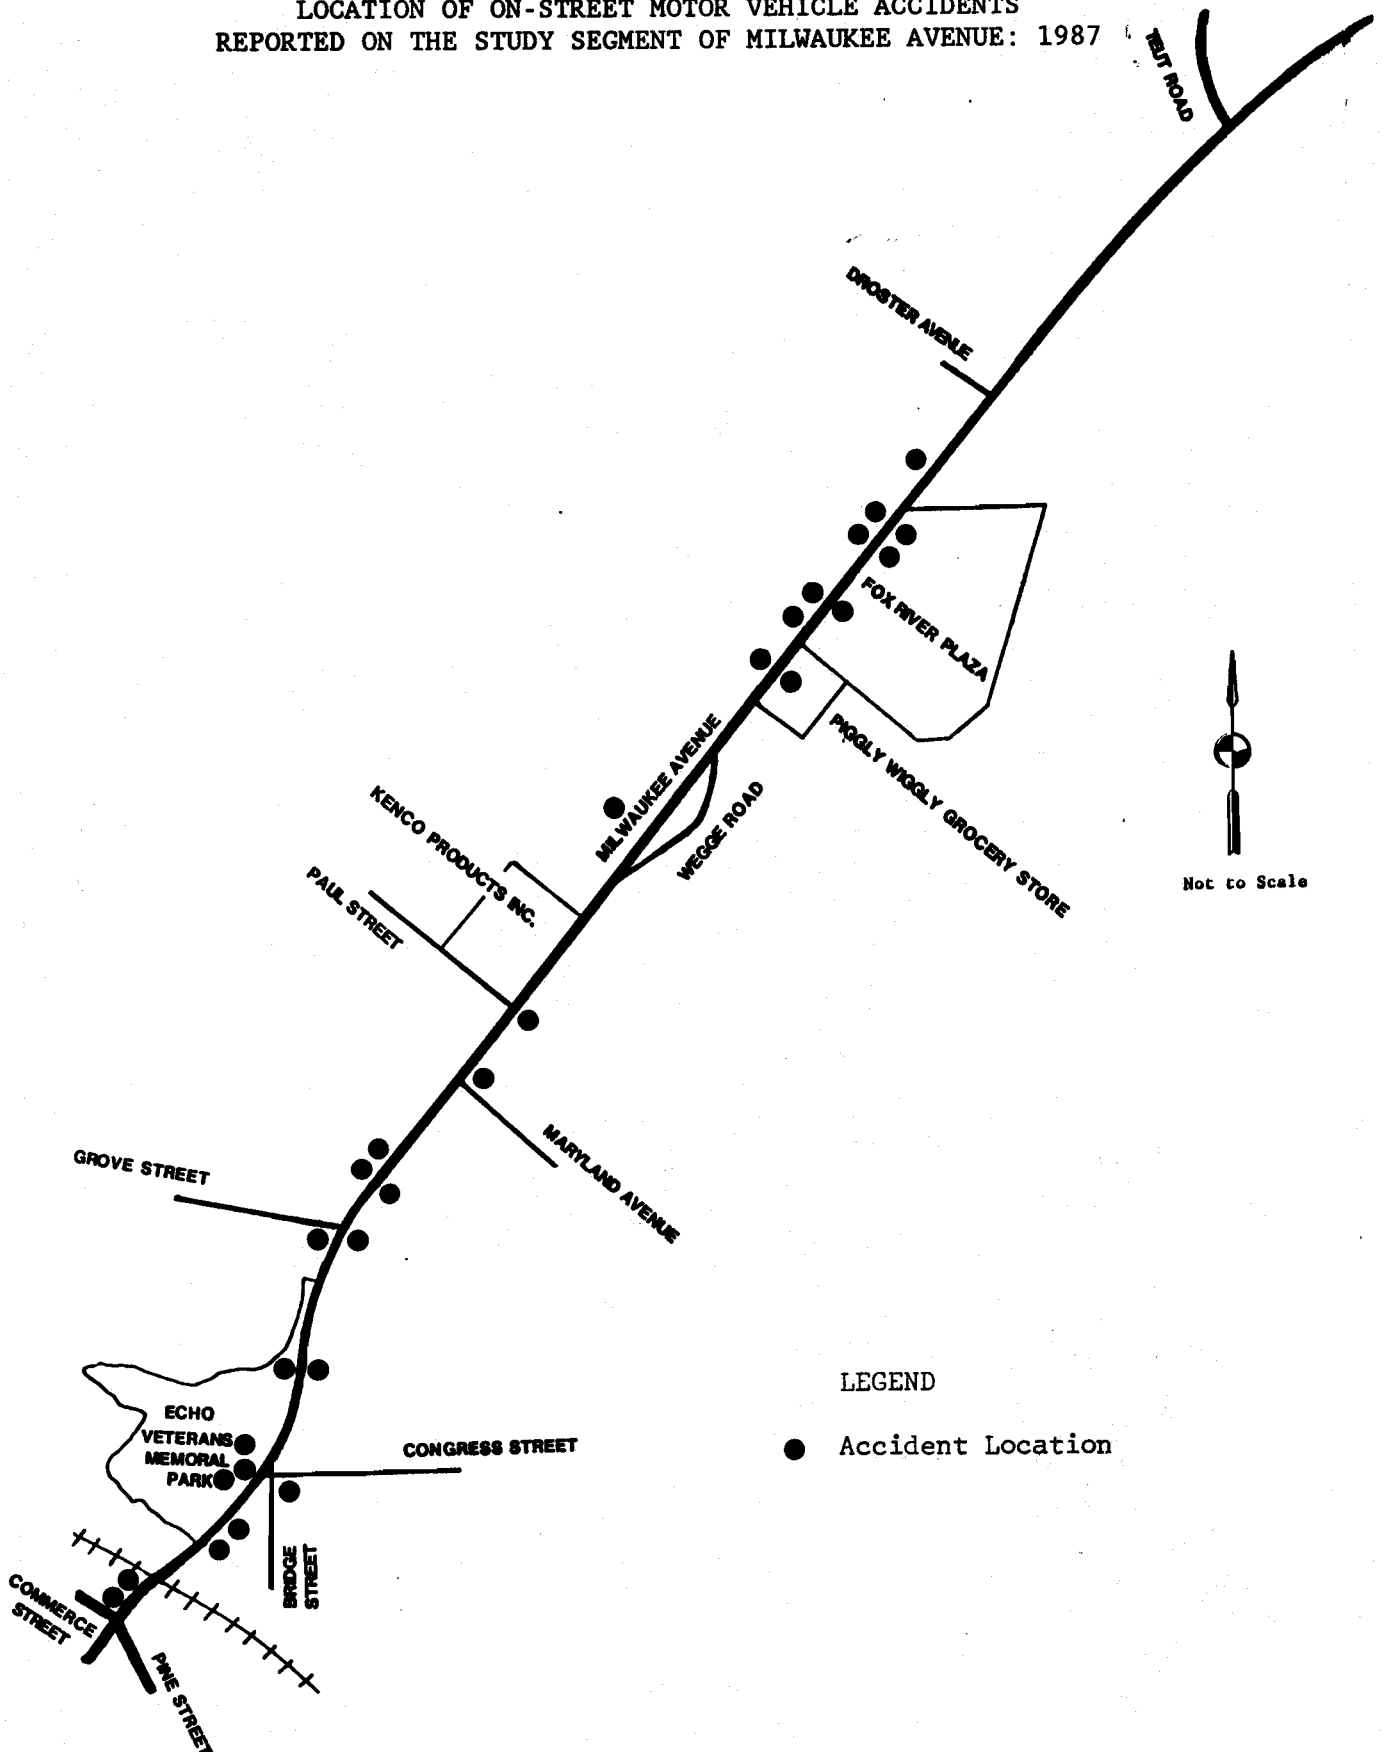 LOCATION OF ON-STREET MOTOR VEHICLE ACCIDENTS
REPORTED ON THE STUDY SEGMENT OF MILWAUKEE AVENUE: 1987
TEUT ROAD
DROSTER AVENUE
FOX RIVER PLAZA
PIGGLY WIGGLY GROCERY STORE
MILWAUKEE AVENUE
WEGGE ROAD
KENCO PRODUCTS INC.
PAUL STREET
Not to Scale
MARYLAND AVENUE
GROVE STREET
ECHO
VETERANS
MEMORAL
PARK
CONGRESS STREET
LEGEND
Accident Location
BRIDGE
STREET
COMMERCE
STREET
PINE STREET